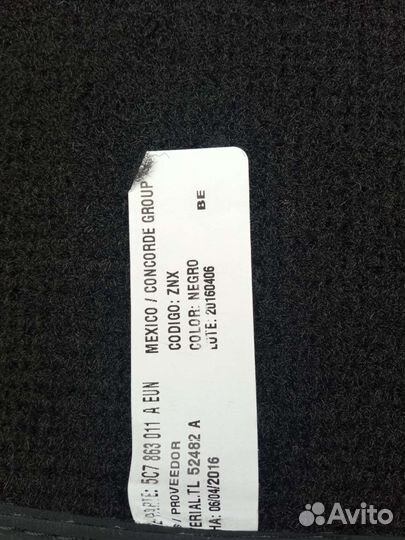 E PARTE: 5C7 863 011 A EUN MEXICO / CONCORDE GROUP
S / PROVEEDOR CODIGO: ZNX
ERIAL.TL 52482 A COLOR: NEGRO BE
HA: 06/04/2016 LOTE: 20160406
Avito